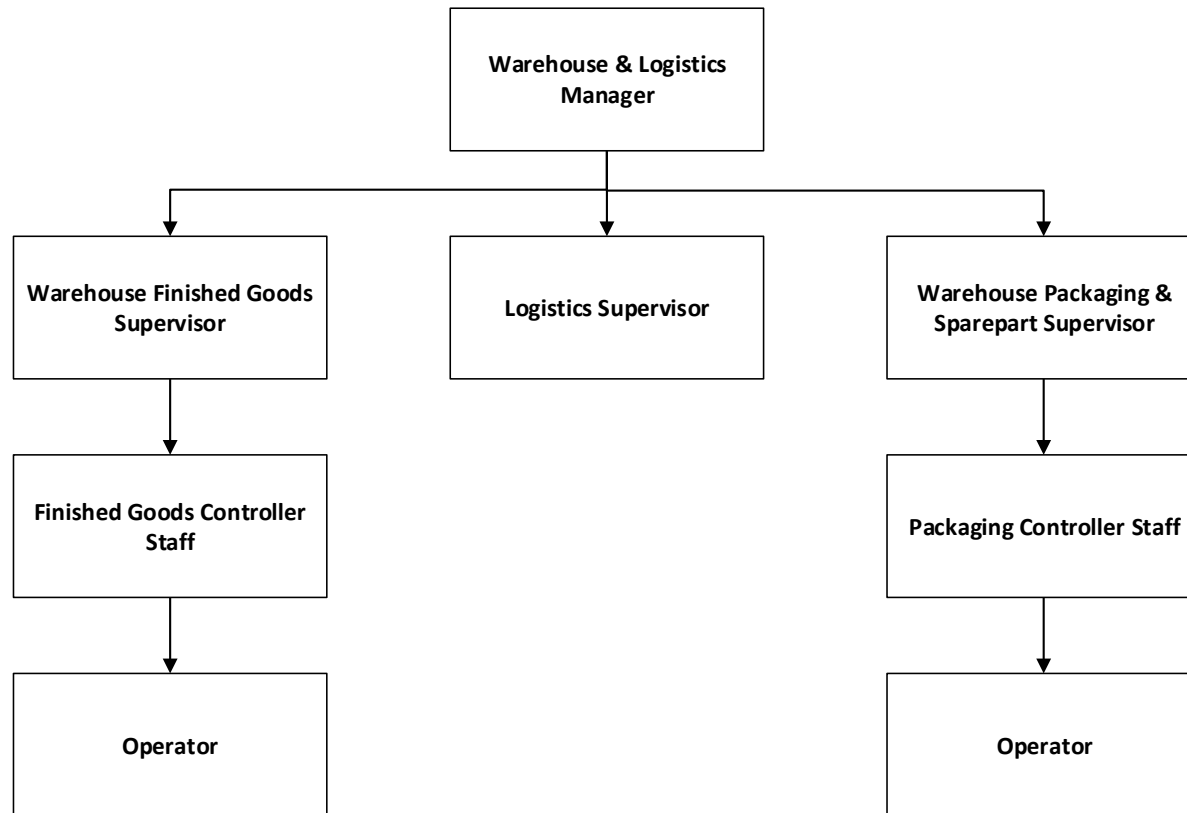 Warehouse & Logistics
Manager
Warehouse Finished Goods
Supervisor
Logistics Supervisor
Warehouse Packaging &
Sparepart Supervisor
Finished Goods Controller
Staff
Packaging Controller Staff
Operator
Operator